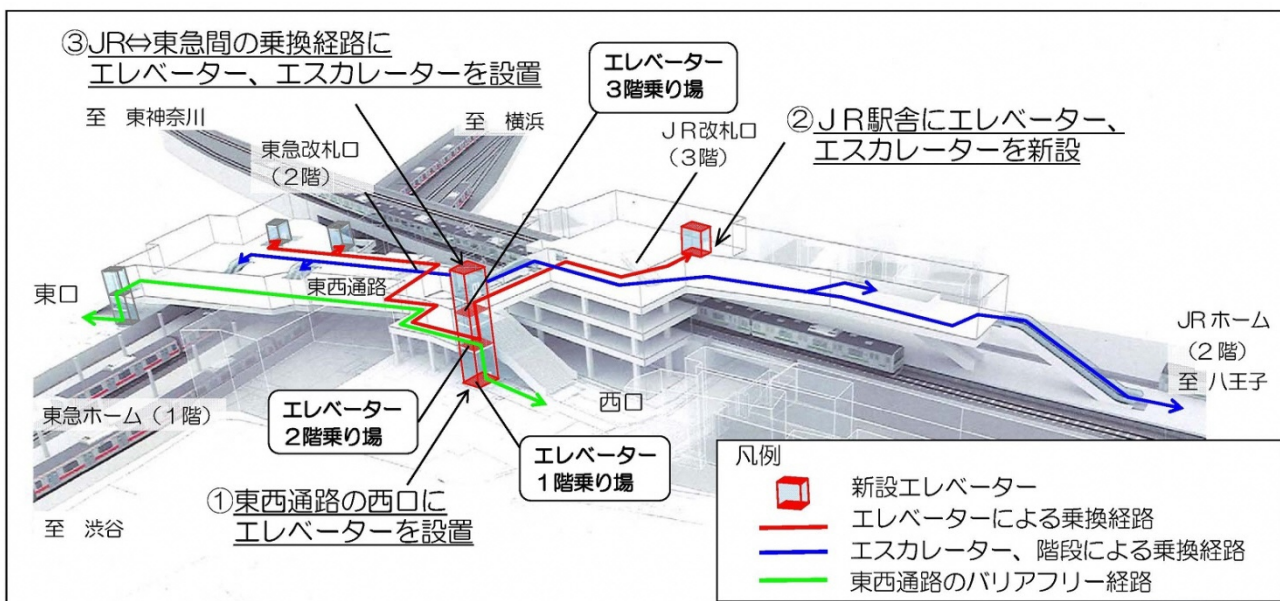 ③JR⇔東急間の乗換経路に
エレベーター、エスカレーターを設置
エレベーター
3階乗り場
至 東神奈川
至 横浜
東急改札口
(2階)
JR改札口
(3階)
②JR駅舎にエレベーター、
エスカレーターを新設
東口
東西通路
JRホーム
(2階)
至 八王子
東急ホーム(1階)
エレベーター
2階乗り場
西口
エレベーター
1階乗り場
①東西通路の西口に
エレベーターを設置
至 渋谷
凡例
新設エレベーター
エレベーターによる乗換経路
エスカレーター、階段による乗換経路
東西通路のバリアフリー経路